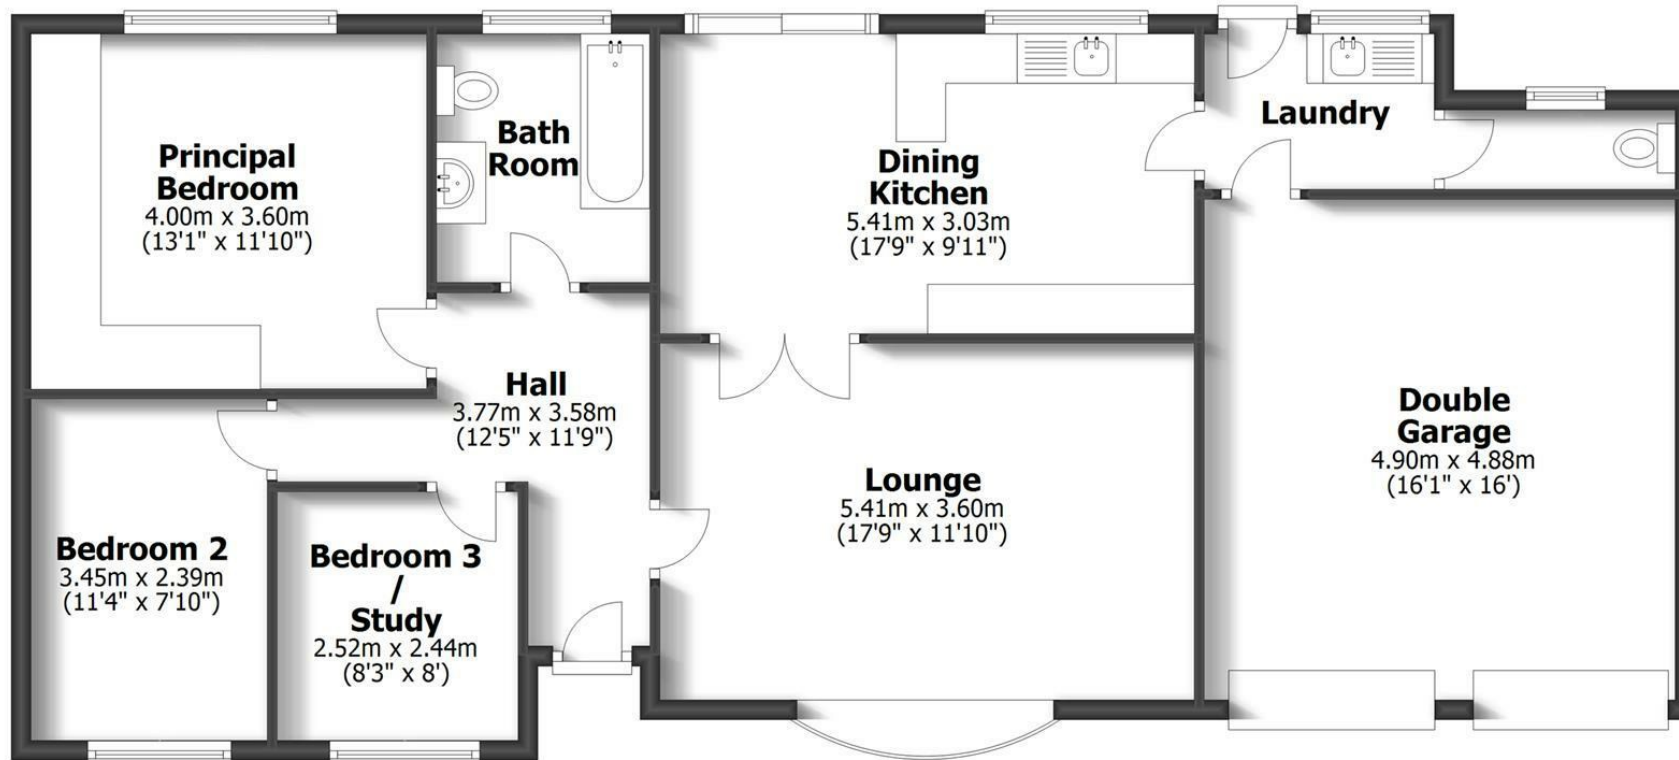 Principal
Bedroom
4.00m x 3.60m
(13'1" x 11'10")
Bath
Room
Dining
Kitchen
5.41m x 3.03m
(17'9" x 9'11")
Laundry
Hall
3.77m x 3.58m
(12'5" x 11'9")
Double
Garage
4.90m x 4.88m
(16'1" x 16')
Lounge
5.41m x 3.60m
(17'9" x 11'10")
Bedroom 2
3.45m x 2.39m
(11'4" x 7'10")
Bedroom 3
/
Study
2.52m x 2.44m
(8'3" x 8')